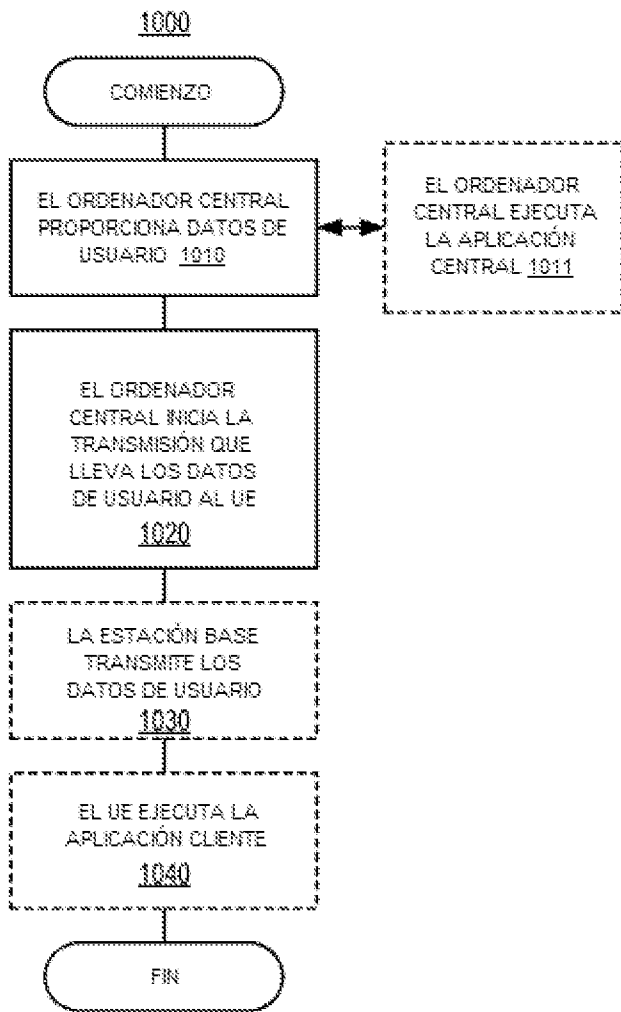 1000
COMIENZO
EL ORDENADOR CENTRAL
PROPORCIONA DATOS DE
USUARIO 1010
EL ORDENADOR
CENTRAL EJECUTA
LA APLICACIÓN
CENTRAL 1011
EL ORDENADOR
CENTRAL INICIA LA
TRANSMISIÓN QUE
LLEVA LOS DATOS
DE USUARIO AL UE
1020
LA ESTACIÓN BASE
TRANSMITE LOS
DATOS DE USUARIO
1030
EL UE EJECUTA LA
APLICACIÓN CLIENTE
1040
FIN